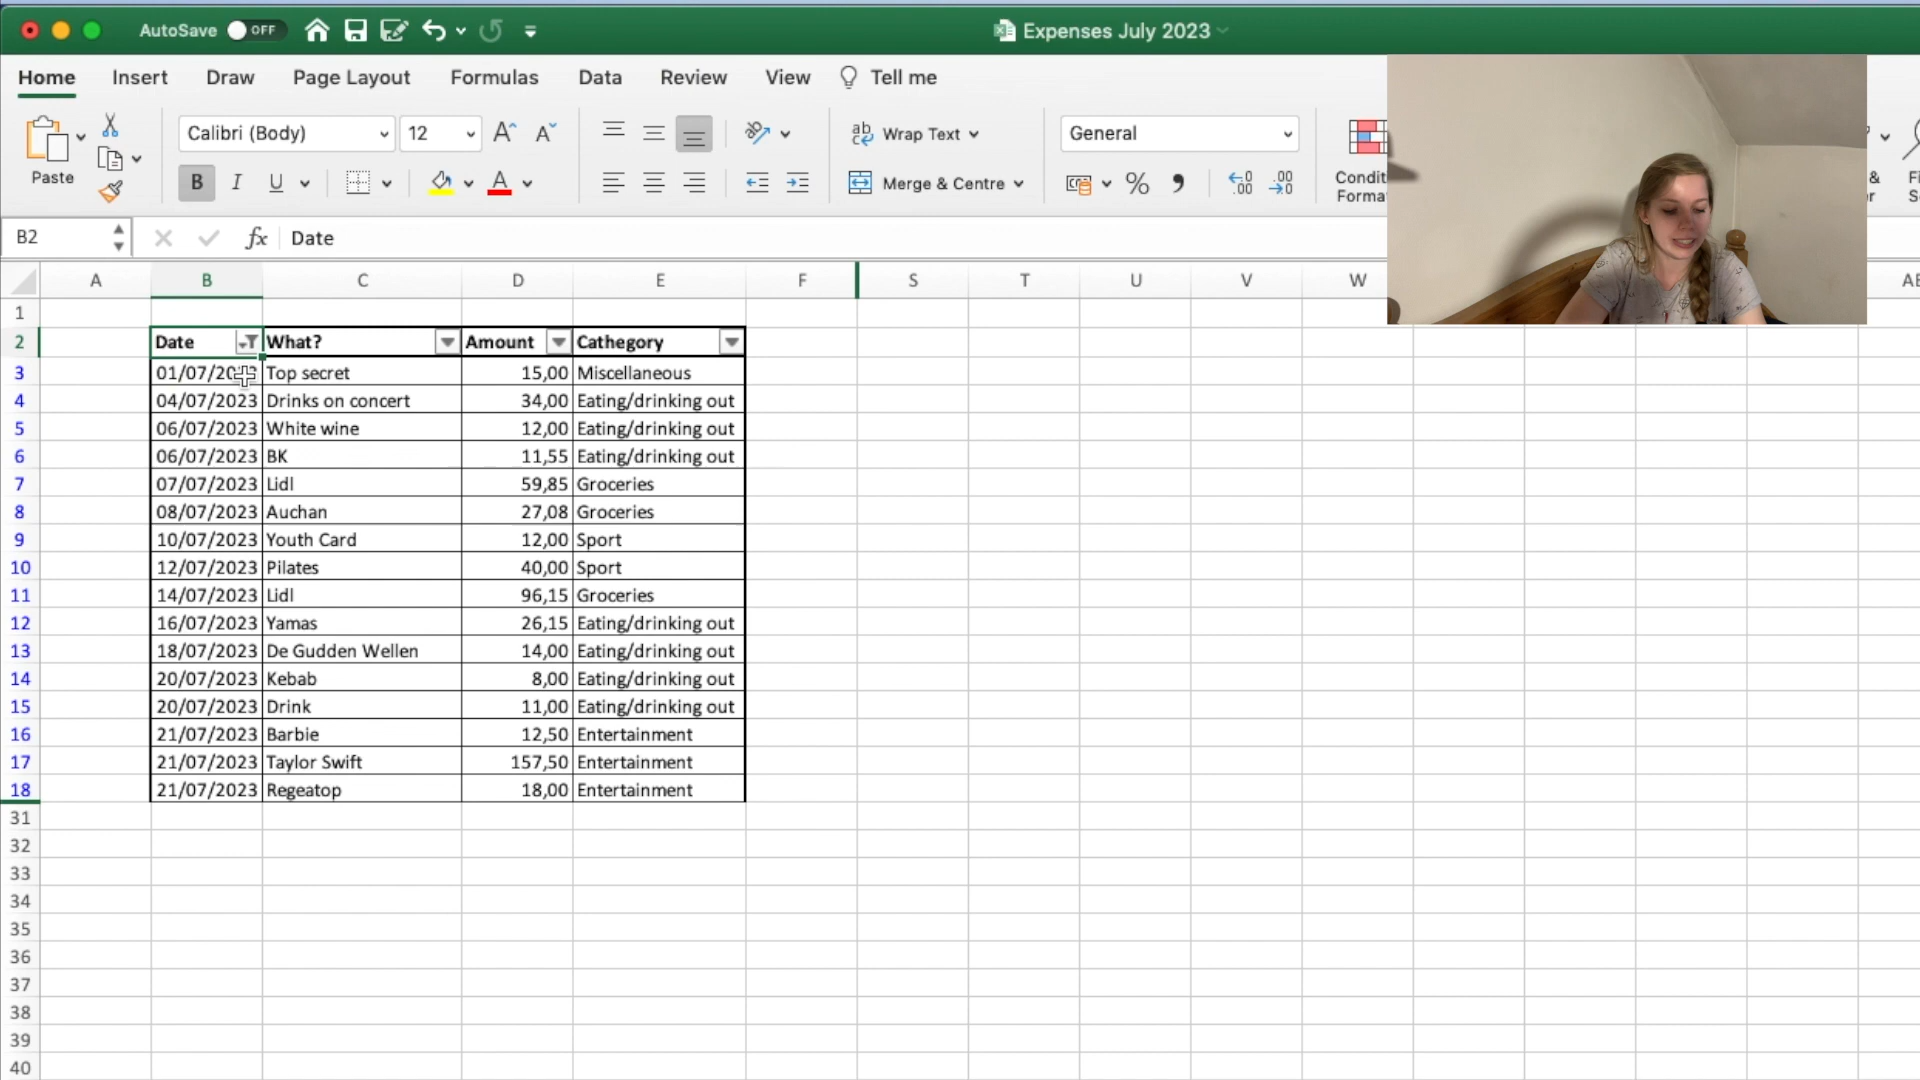 AutoSave OFF Expenses July 2023
Home Insert Draw Page Layout Formulas Data Review View Tell me
Calibri (Body) 12 A A ab Wrap Text General
Paste B I U A Merge & Centre % .00 .00 Condit
Forma
B2 fx Date
A B C D E F S T U V W
1
2 Date What? Amount Cathegory
3 01/07/20 Top secret 15,00 Miscellaneous
4 04/07/2023 Drinks on concert 34,00 Eating/drinking out
5 06/07/2023 White wine 12,00 Eating/drinking out
6 06/07/2023 BK 11,55 Eating/drinking out
7 07/07/2023 Lidl 59,85 Groceries
8 08/07/2023 Auchan 27,08 Groceries
9 10/07/2023 Youth Card 12,00 Sport
10 12/07/2023 Pilates 40,00 Sport
11 14/07/2023 Lidl 96,15 Groceries
12 16/07/2023 Yamas 26,15 Eating/drinking out
13 18/07/2023 De Gudden Wellen 14,00 Eating/drinking out
14 20/07/2023 Kebab 8,00 Eating/drinking out
15 20/07/2023 Drink 11,00 Eating/drinking out
16 21/07/2023 Barbie 12,50 Entertainment
17 21/07/2023 Taylor Swift 157,50 Entertainment
18 21/07/2023 Regeatop 18,00 Entertainment
31
32
33
34
35
36
37
38
39
40